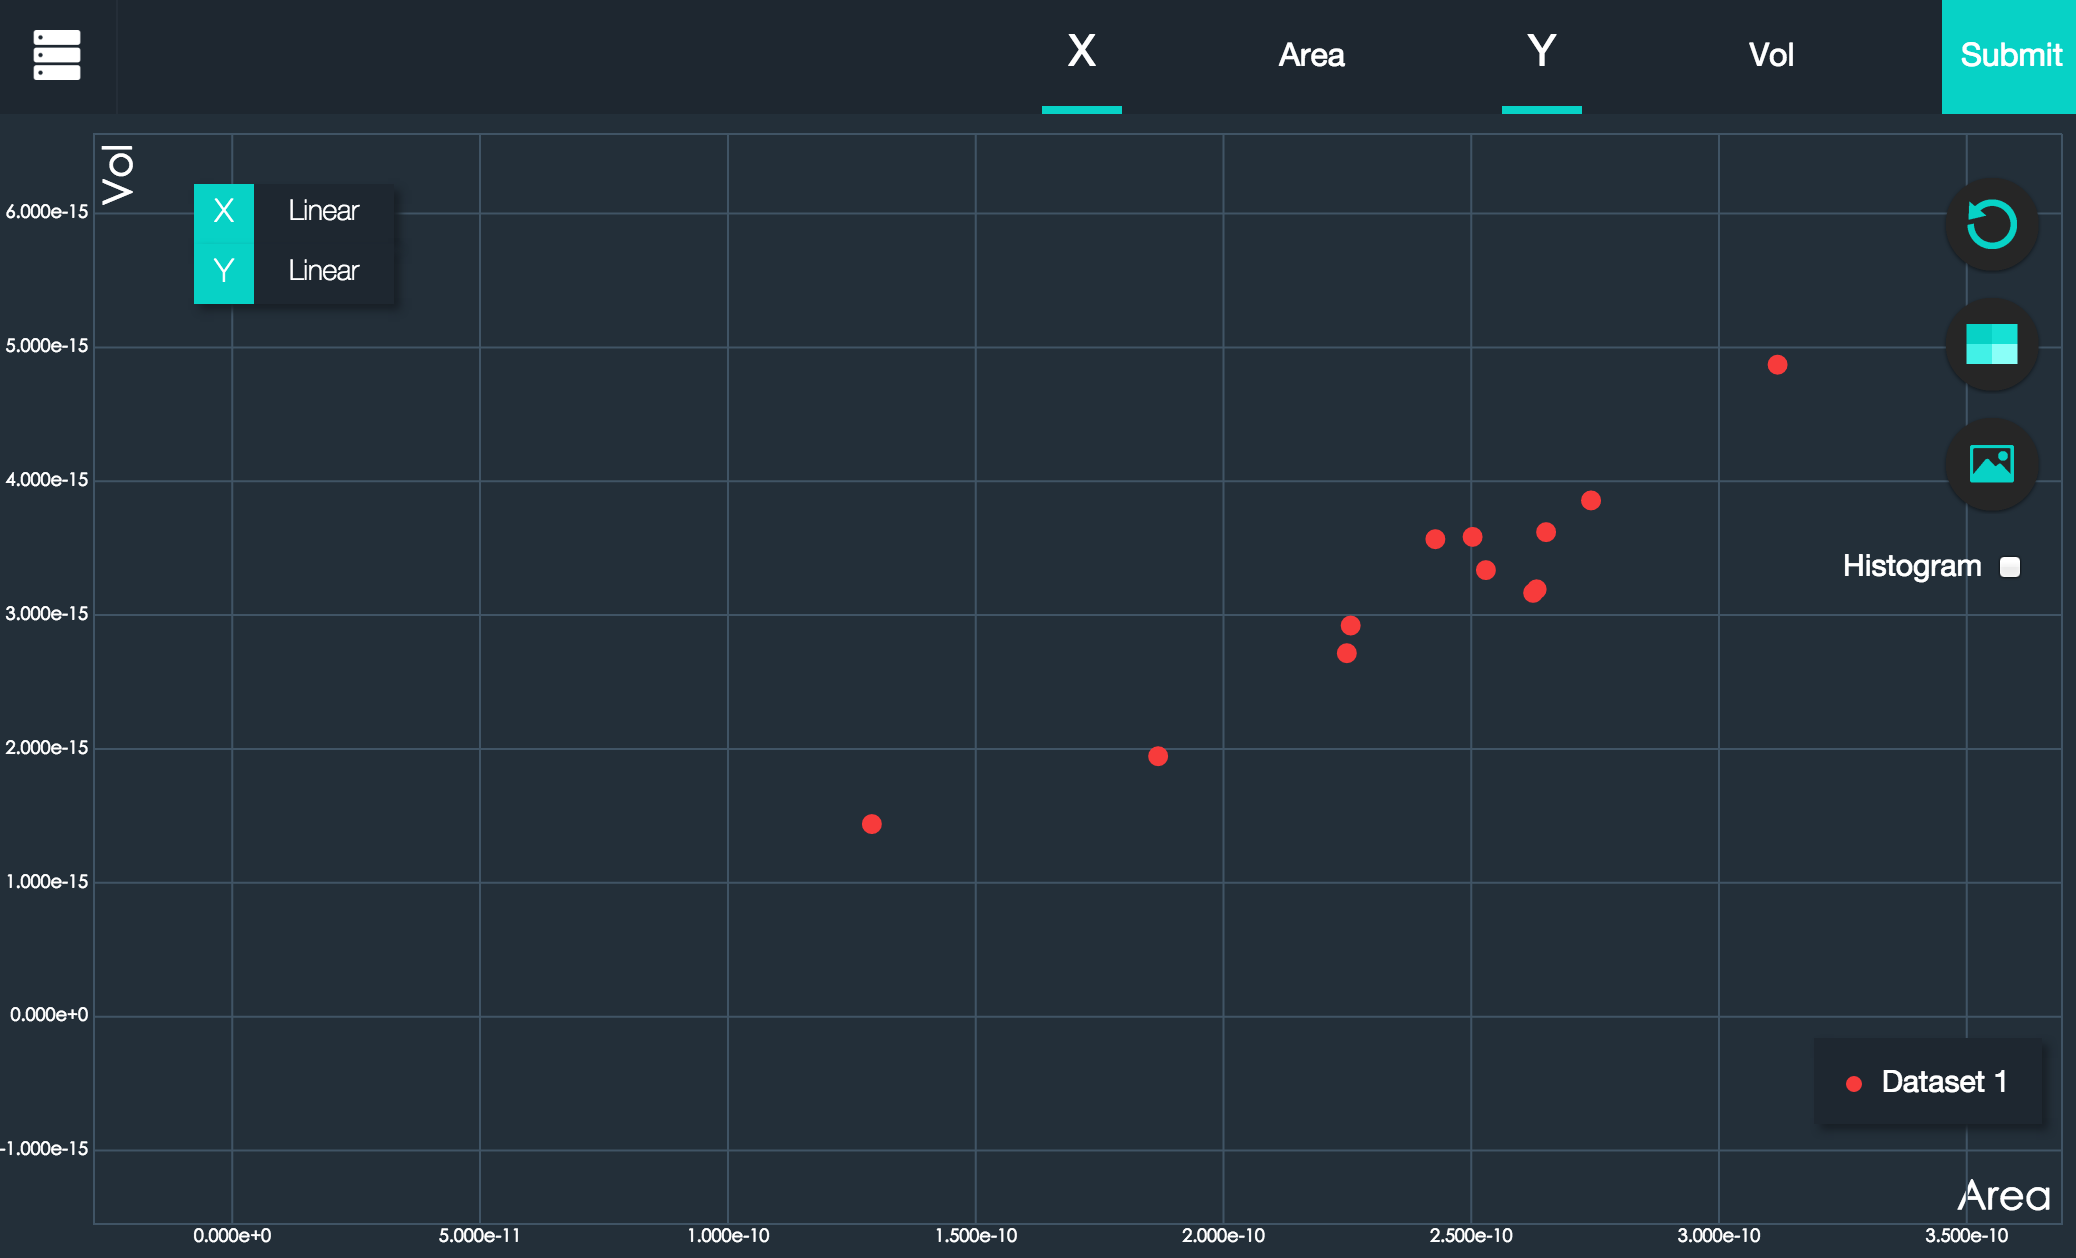 X Area Y Vol Submit
Vol
X Linear
Y Linear
6.000e-15
5.000e-15
4.000e-15
Histogram
3.000e-15
2.000e-15
1.000e-15
0.000e+0
Dataset 1
-1.000e-15
Area
0.000e+0 5.000e-11 1.000e-10 1.500e-10 2.000e-10 2.500e-10 3.000e-10 3.500e-10